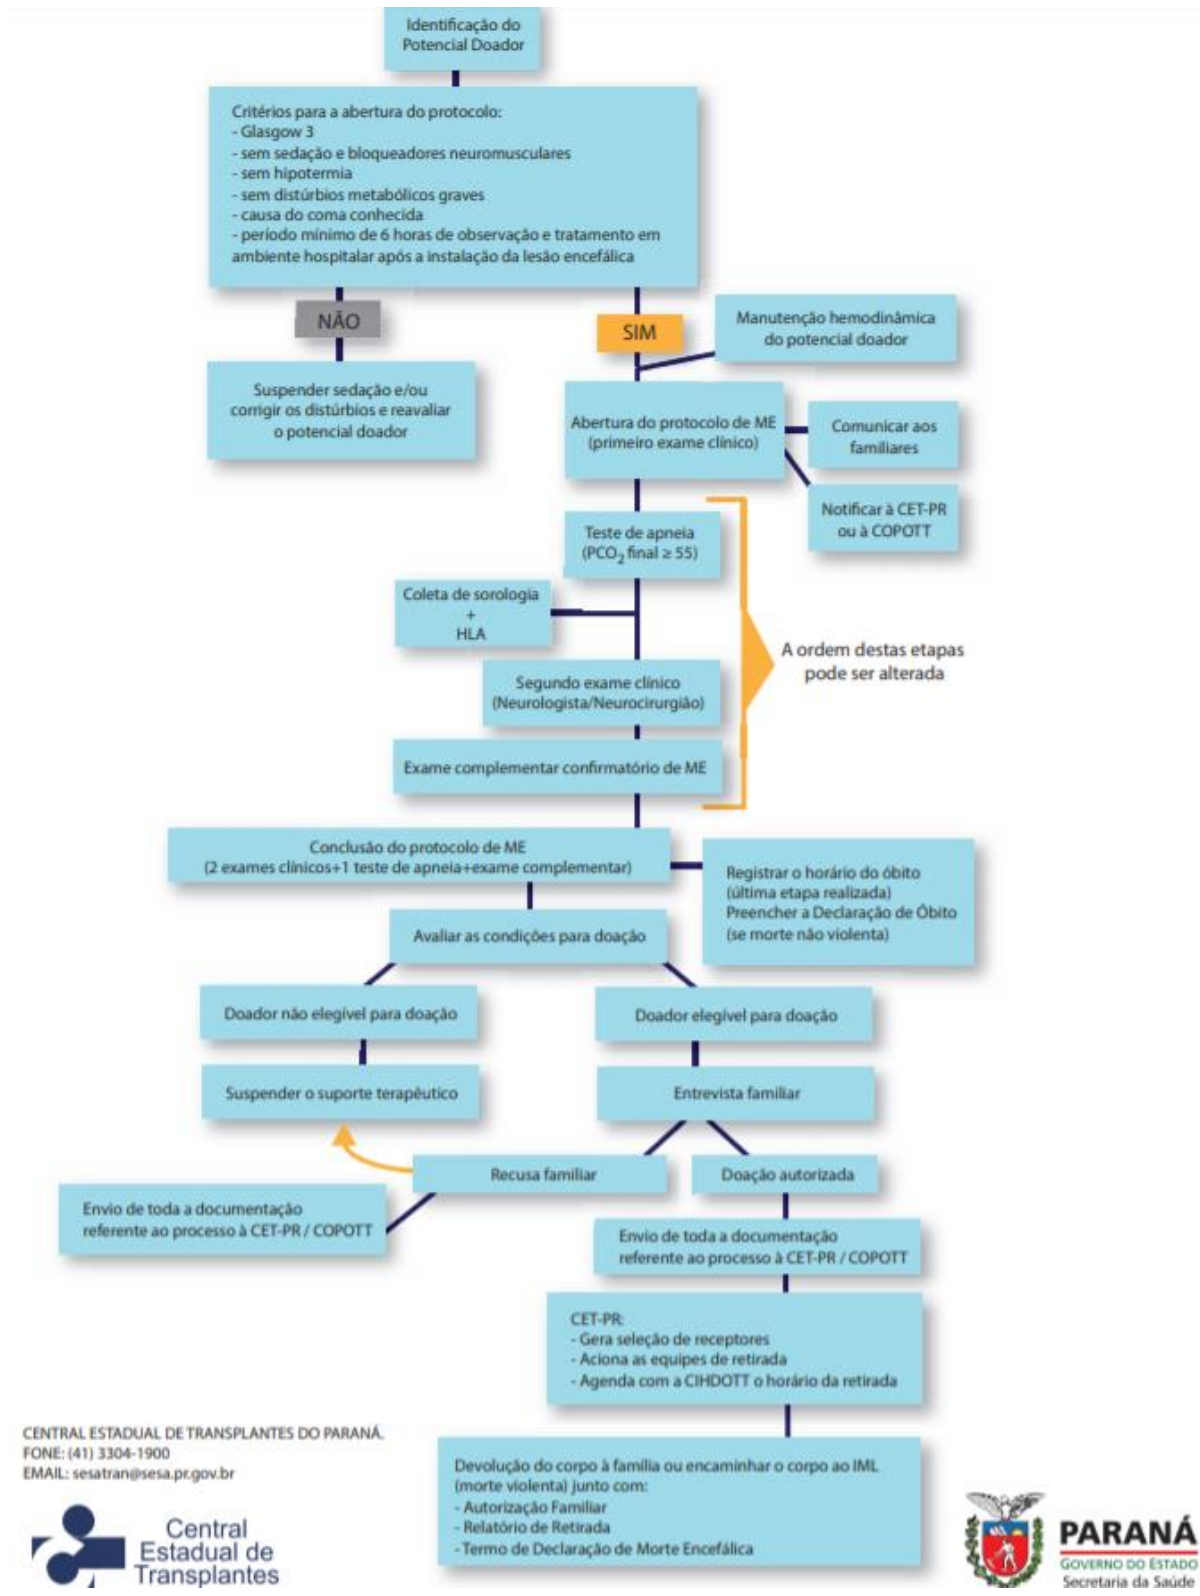 Identificação do
Potencial Doador
Critérios para a abertura do protocolo:
- Glasgow 3
- sem sedação e bloqueadores neuromusculares
- sem hipotermia
- sem distúrbios metabólicos graves
- causa do coma conhecida
- período mínimo de 6 horas de observação e tratamento em
ambiente hospitalar após a instalação da lesão encefálica
NÃO
SIM
Manutenção hemodinâmica
do potencial doador
Suspender sedação e/ou
corrigir os distúrbios e reavaliar
o potencial doador
Abertura do protocolo de ME
(primeiro exame clínico)
Comunicar aos
familiares
Notificar à CET-PR
ou à COPOTT
Teste de apneia
(PCO₂ final ≥ 55)
Coleta de sorologia
+
HLA
A ordem destas etapas
pode ser alterada
Segundo exame clínico
(Neurologista/Neurocirurgião)
Exame complementar confirmatório de ME
Conclusão do protocolo de ME
(2 exames clínicos+1 teste de apneia+exame complementar)
Registrar o horário do óbito
(última etapa realizada)
Preencher a Declaração de Óbito
(se morte não violenta)
Avaliar as condições para doação
Doador não elegível para doação
Doador elegível para doação
Suspender o suporte terapêutico
Entrevista familiar
Recusa familiar
Doação autorizada
Envio de toda a documentação
referente ao processo à CET-PR / COPOTT
Envio de toda a documentação
referente ao processo à CET-PR / COPOTT
CET-PR:
- Gera seleção de receptores
- Aciona as equipes de retirada
- Agenda com a CIHDOTT o horário da retirada
Devolução do corpo à família ou encaminhar o corpo ao IML
(morte violenta) junto com:
- Autorização Familiar
- Relatório de Retirada
- Termo de Declaração de Morte Encefálica
CENTRAL ESTADUAL DE TRANSPLANTES DO PARANÁ.
FONE: (41) 3304-1900
EMAIL: sesatran@sesa.pr.gov.br
Central
Estadual de
Transplantes
PARANÁ
GOVERNO DO ESTADO
Secretaria da Saúde